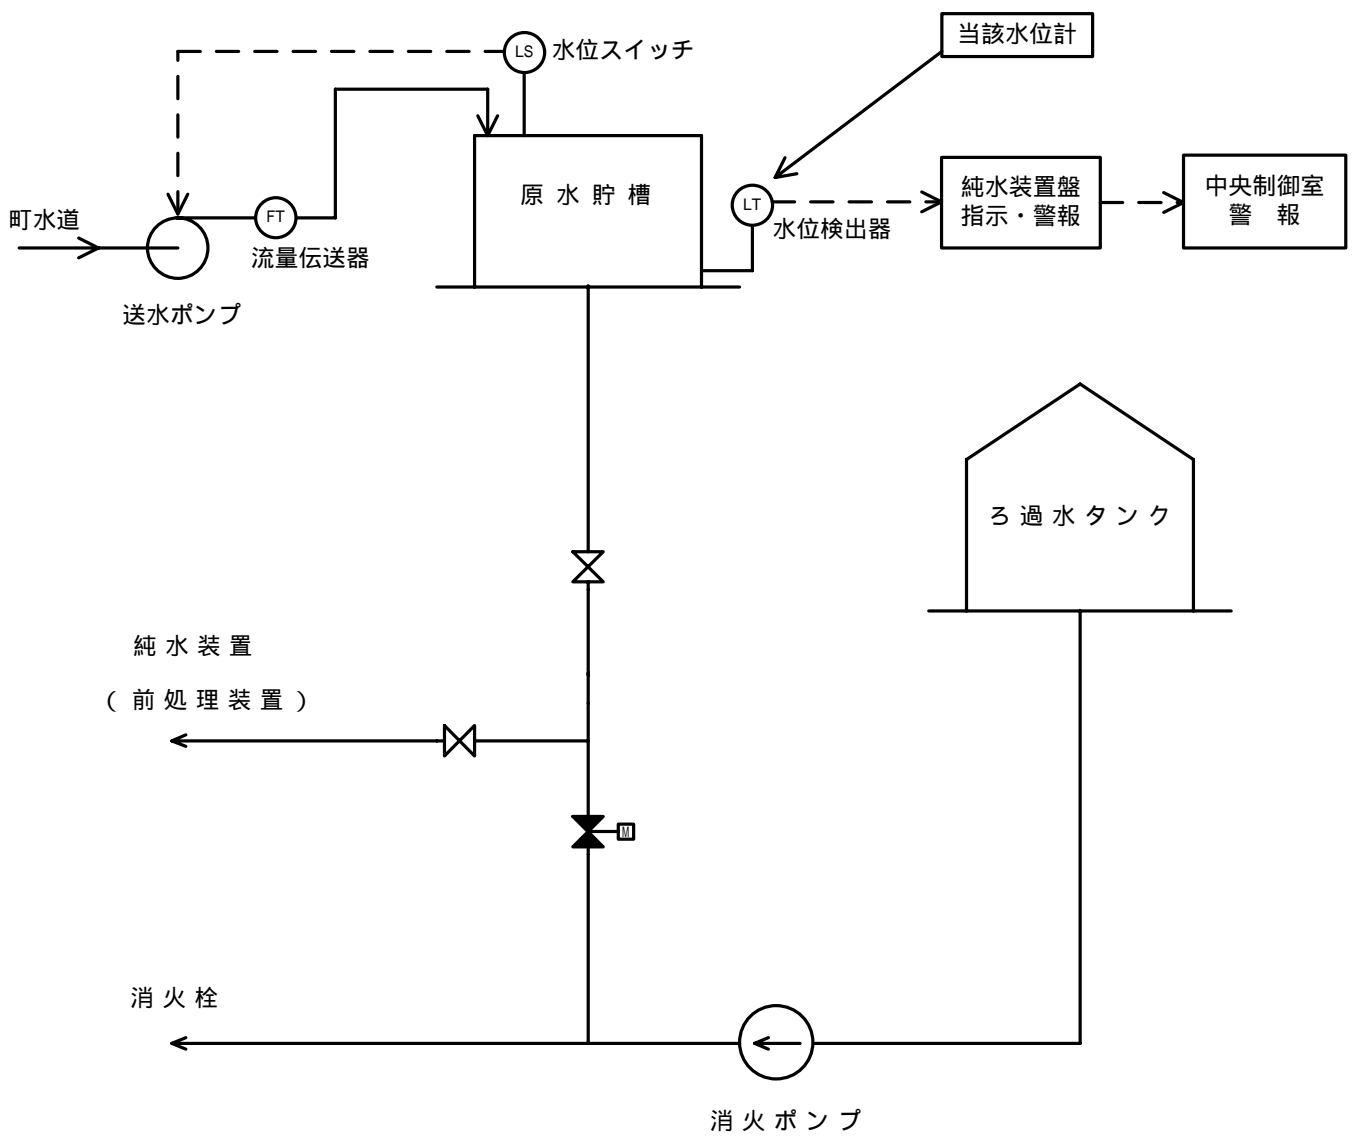 当該水位計
LS
水位スイッチ
原水貯槽
純水装置盤
指示・警報
中央制御室
警 報
町水道
FT
LT
水位検出器
流量伝送器
送水ポンプ
ろ過水タンク
純水装置
(前処理装置)
M
消火栓
消火ポンプ